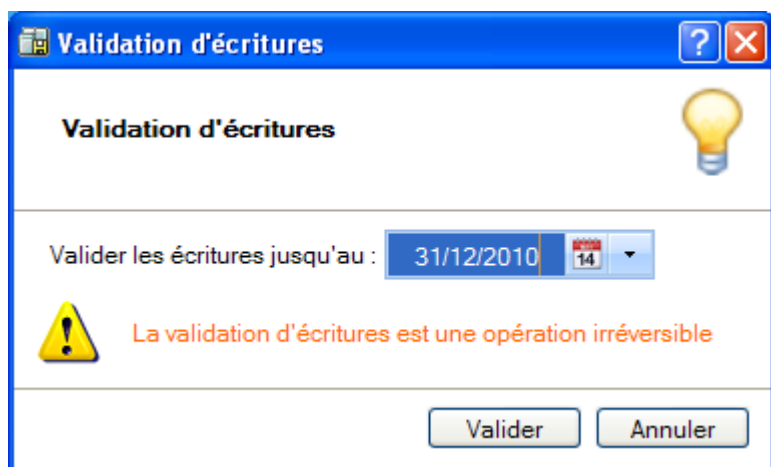 Validation d'écritures
Validation d'écritures
Valider les écritures jusqu'au : 31/12/2010 14
La validation d'écritures est une opération irréversible
Valider Annuler